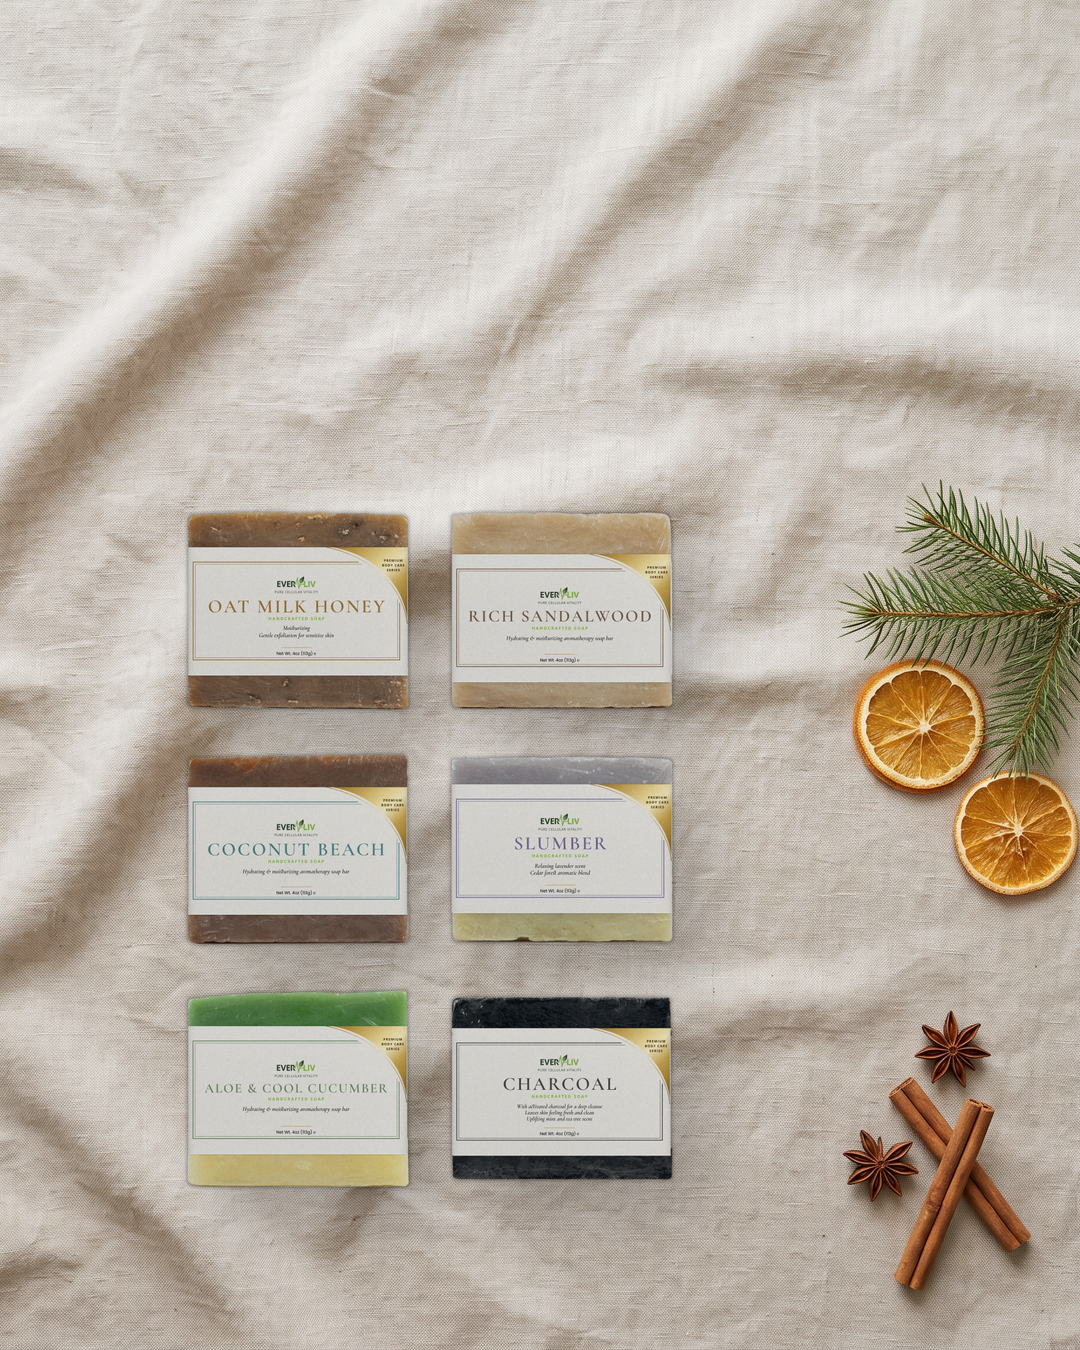 PREMIUM
BODY CARE
SERIES
EVERLIV
PURE CELLULAR VITALITY
OAT MILK HONEY
HANDCRAFTED SOAP
Moisturizing
Gentle exfoliation for sensitive skin
Net Wt. 4oz (113g) e
PREMIUM
BODY CARE
SERIES
EVERLIV
PURE CELLULAR VITALITY
RICH SANDALWOOD
HANDCRAFTED SOAP
Hydrating & moisturizing aromatherapy soap bar
Net Wt. 4oz (113g) e
PREMIUM
BODY CARE
SERIES
EVERLIV
PURE CELLULAR VITALITY
COCONUT BEACH
HANDCRAFTED SOAP
Hydrating & moisturizing aromatherapy soap bar
Net Wt. 4oz (113g) e
PREMIUM
BODY CARE
SERIES
EVERLIV
PURE CELLULAR VITALITY
SLUMBER
HANDCRAFTED SOAP
Relaxing lavender scent
Cedar forest aromatic blend
Net Wt. 4oz (113g) e
PREMIUM
BODY CARE
SERIES
EVERLIV
PURE CELLULAR VITALITY
ALOE & COOL CUCUMBER
HANDCRAFTED SOAP
Hydrating & moisturizing aromatherapy soap bar
Net Wt. 4oz (113g) e
PREMIUM
BODY CARE
SERIES
EVERLIV
PURE CELLULAR VITALITY
CHARCOAL
HANDCRAFTED SOAP
With activated charcoal for a deep cleanse
Leaves skin feeling fresh and clean
Uplifting mint and tea tree scent
Net Wt. 4oz (113g) e